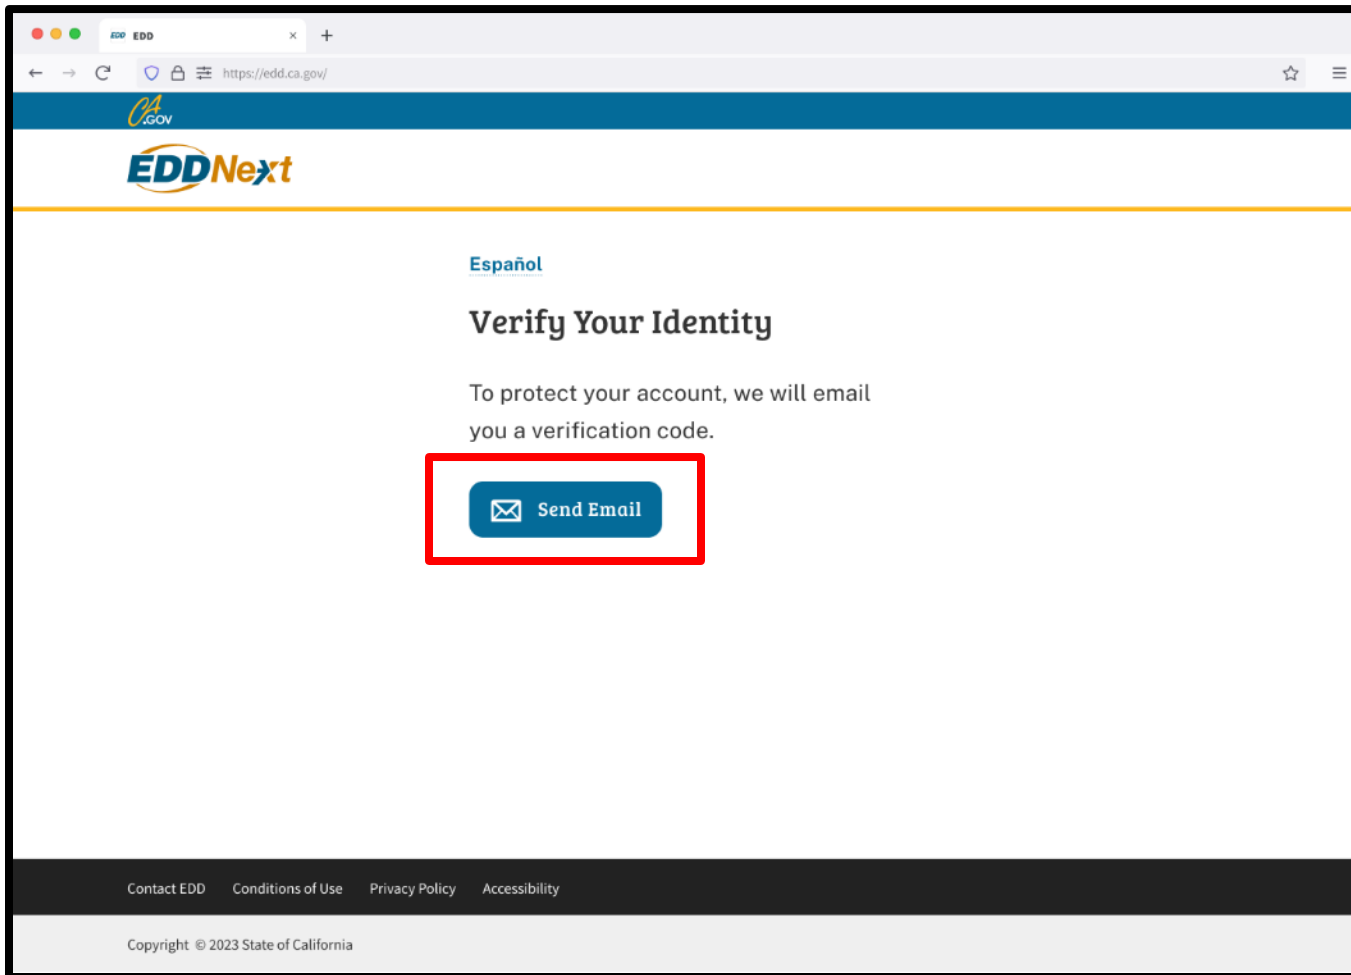 EDD EDD
https://edd.ca.gov/
CA.GOV
EDDNext
Español
Verify Your Identity
To protect your account, we will email
you a verification code.
Send Email
Contact EDD Conditions of Use Privacy Policy Accessibility
Copyright © 2023 State of California